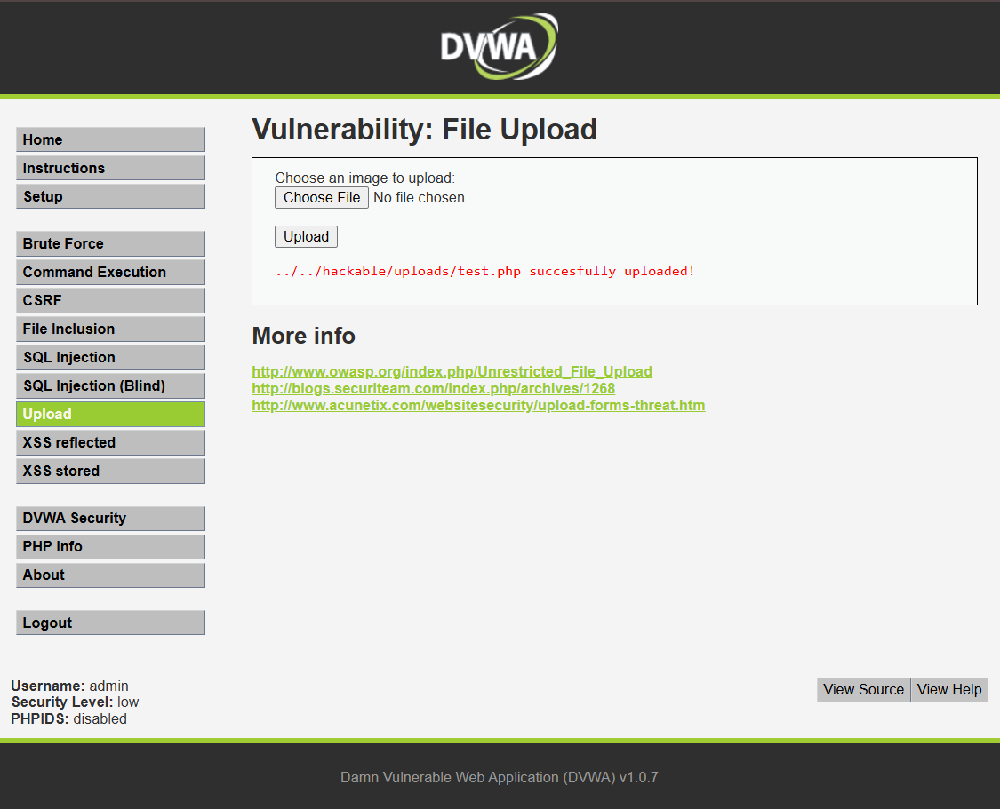 DVWA
Home
Instructions
Setup
Brute Force
Command Execution
CSRF
File Inclusion
SQL Injection
SQL Injection (Blind)
Upload
XSS reflected
XSS stored
DVWA Security
PHP Info
About
Logout
Vulnerability: File Upload
Choose an image to upload:
Choose File No file chosen
Upload
../../hackable/uploads/test.php succesfully uploaded!
More info
http://www.owasp.org/index.php/Unrestricted_File_Upload
http://blogs.securiteam.com/index.php/archives/1268
http://www.acunetix.com/websitesecurity/upload-forms-threat.htm
Username: admin
Security Level: low
PHPIDS: disabled
View Source View Help
Damn Vulnerable Web Application (DVWA) v1.0.7